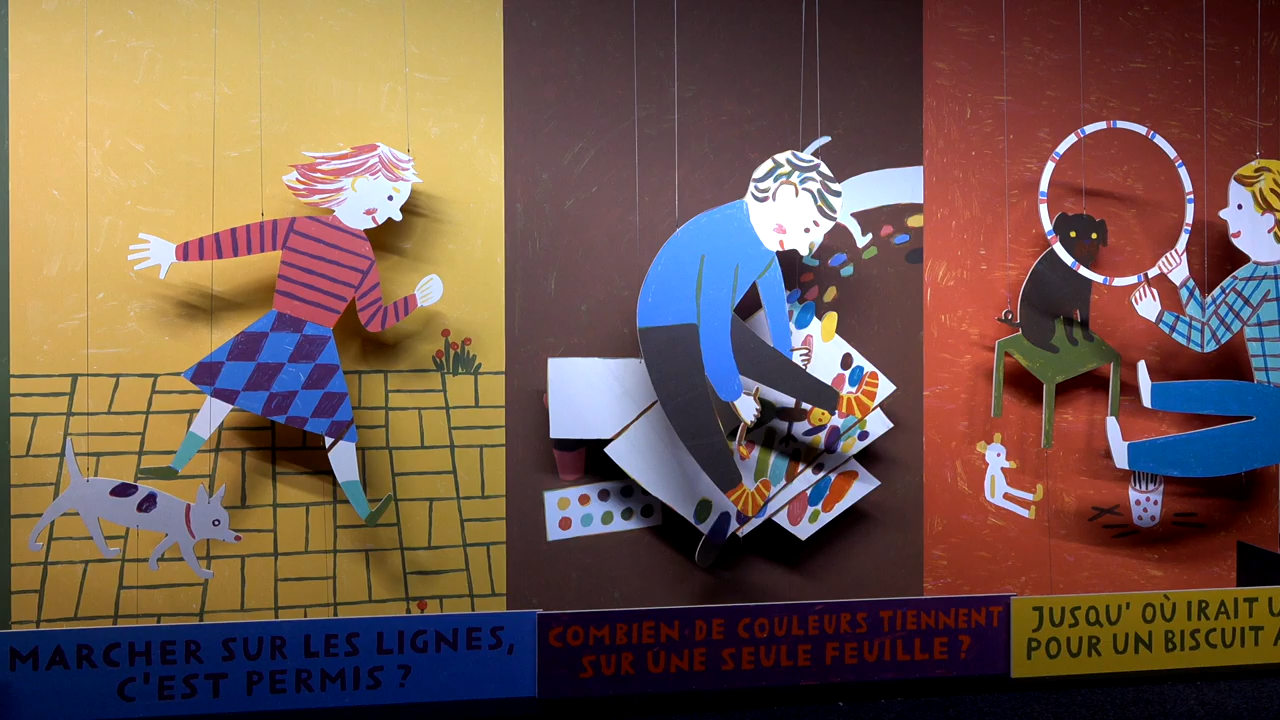 MARCHER SUR LES LIGNES,
C'EST PERMIS ?
COMBIEN DE COULEURS TIENNENT
SUR UNE SEULE FEUILLE ?
JUSQU' OÙ IRAIT
POUR UN BISCUIT